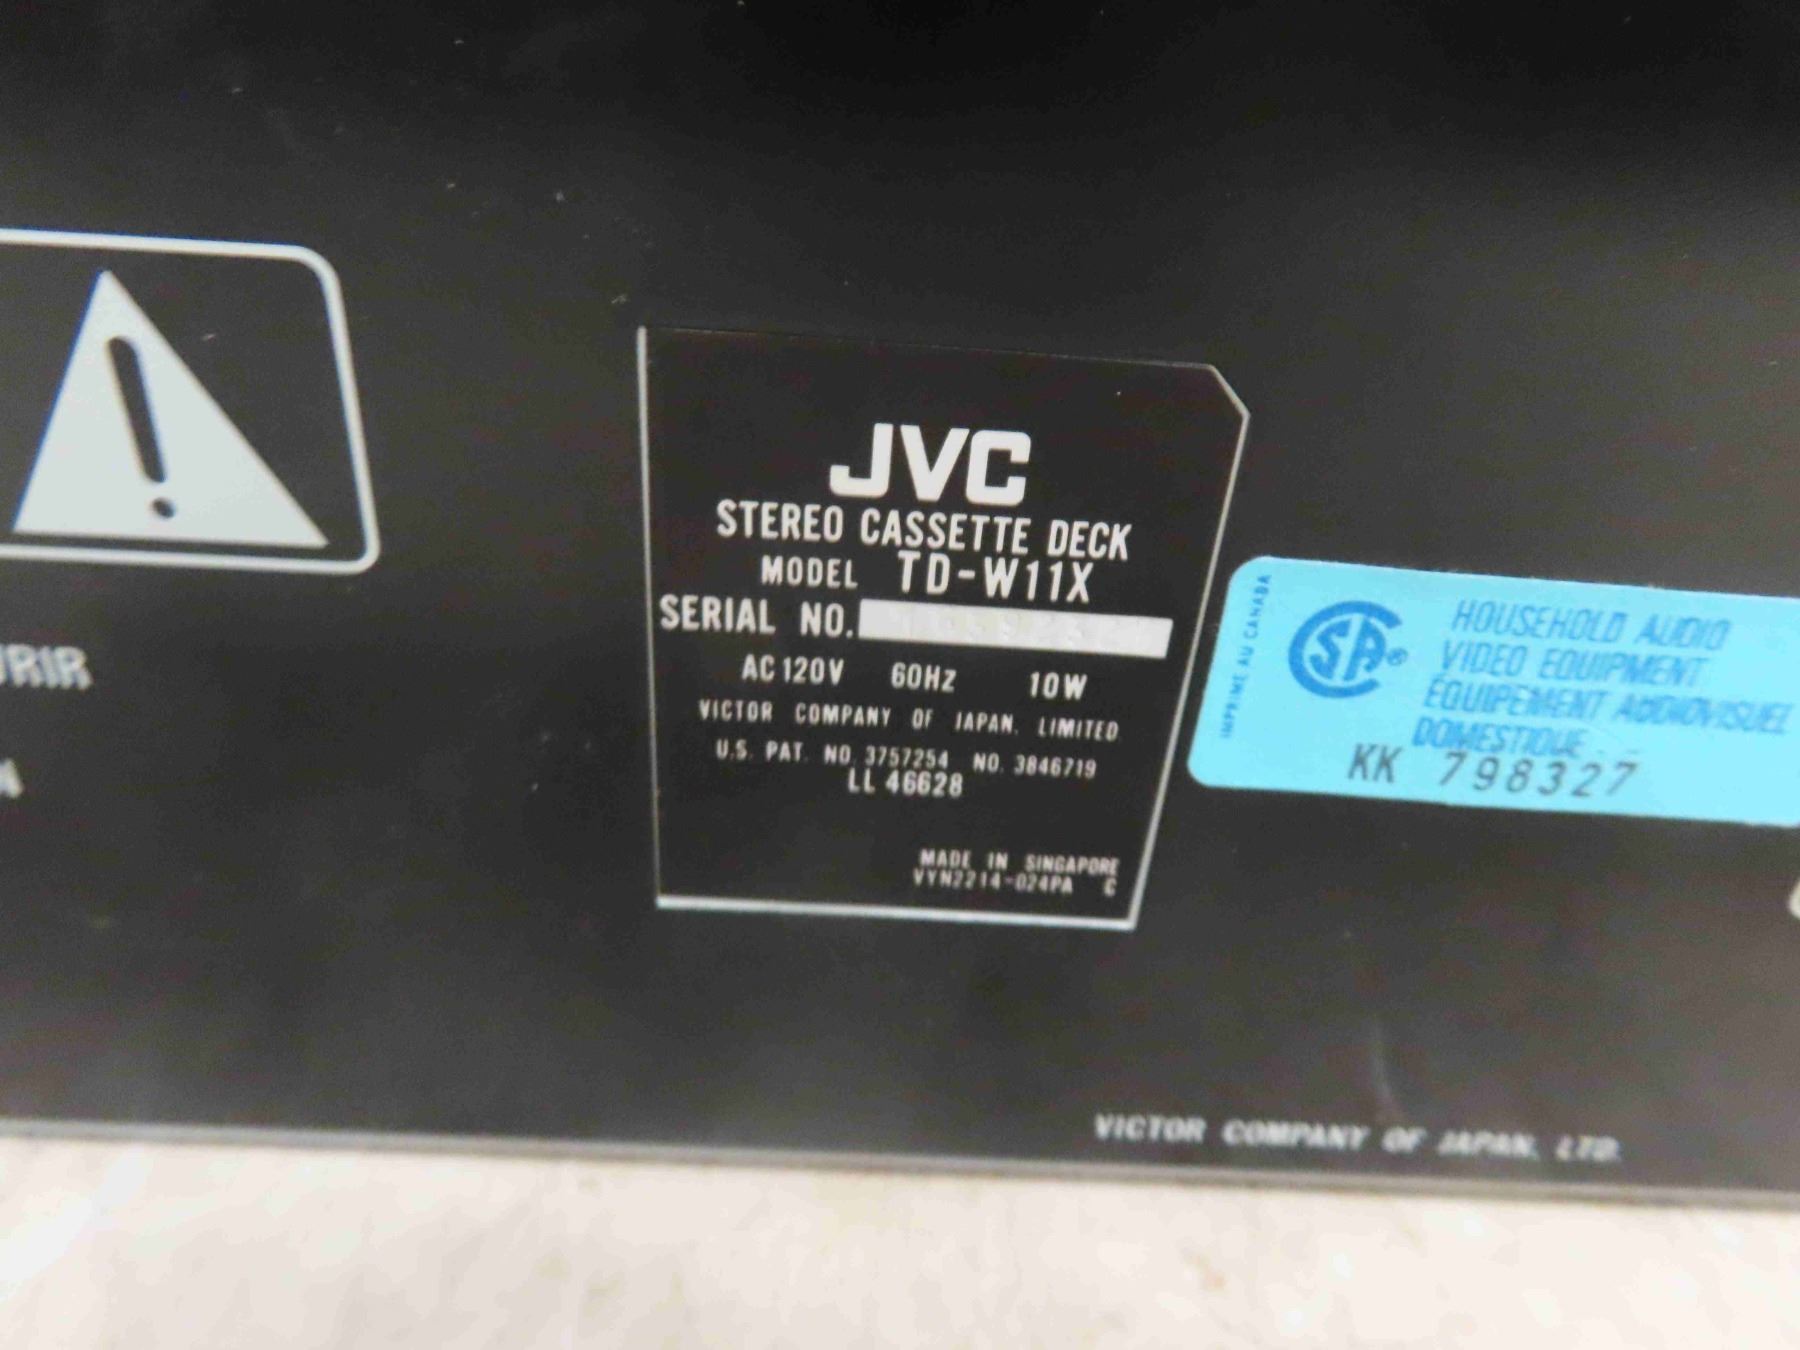 JVC
STEREO CASSETTE DECK
MODEL TD-W11X
SERIAL NO.
AC 120V 60Hz 10W
VICTOR COMPANY OF JAPAN, LIMITED
U.S. PAT. NO. 3757254 NO. 3846719
LL 46628
MADE IN SINGAPORE
VYN2214-024PA C
IMPRIMÉ AU CANADA
SA®
HOUSEHOLD AUDIO
VIDEO EQUIPMENT
ÉQUIPEMENT AUDIOVISUEL
DOMESTIQUE
KK 798327
VICTOR COMPANY OF JAPAN, LTD.